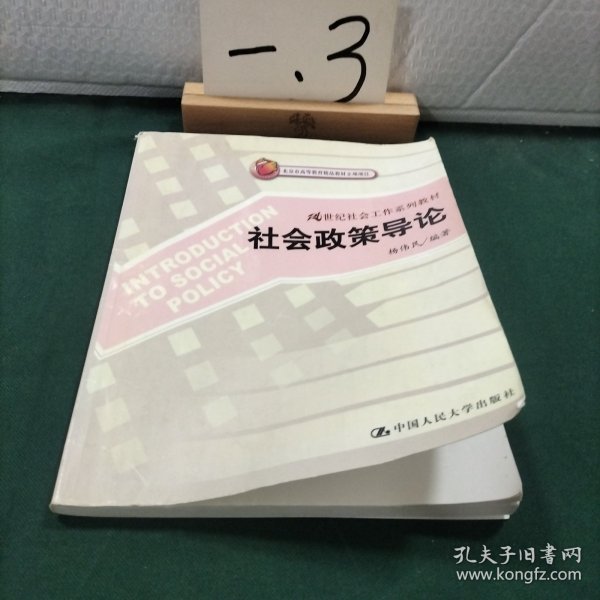 一.3
北京市高等教育精品教材立项项目
21世纪社会工作系列教材
社会政策导论
杨伟民/编著
INTRODUCTION
TO SOCIAL
POLICY
中国人民大学出版社
孔夫子旧书网
www.kongfz.com